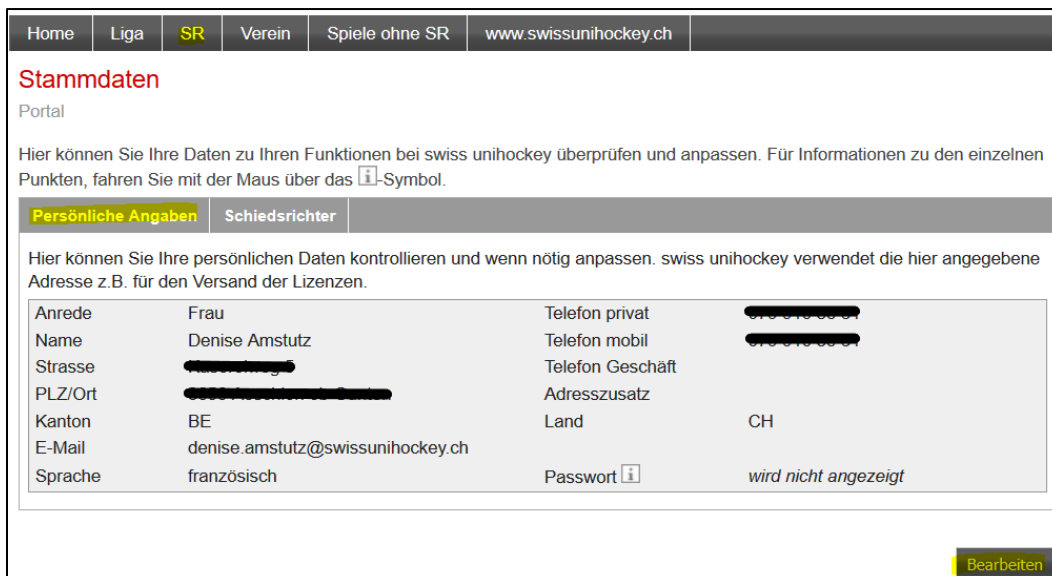 Home Liga SR Verein Spiele ohne SR www.swissunihockey.ch
Stammdaten
Portal
Hier können Sie Ihre Daten zu Ihren Funktionen bei swiss unihockey überprüfen und anpassen. Für Informationen zu den einzelnen
Punkten, fahren Sie mit der Maus über das i-Symbol.
Persönliche Angaben Schiedsrichter
Hier können Sie Ihre persönlichen Daten kontrollieren und wenn nötig anpassen. swiss unihockey verwendet die hier angegebene
Adresse z.B. für den Versand der Lizenzen.
Anrede Frau Telefon privat
Name Denise Amstutz Telefon mobil
Strasse Telefon Geschäft
PLZ/Ort Adresszusatz
Kanton BE Land CH
E-Mail denise.amstutz@swissunihockey.ch
Sprache französisch Passwort i wird nicht angezeigt
Bearbeiten